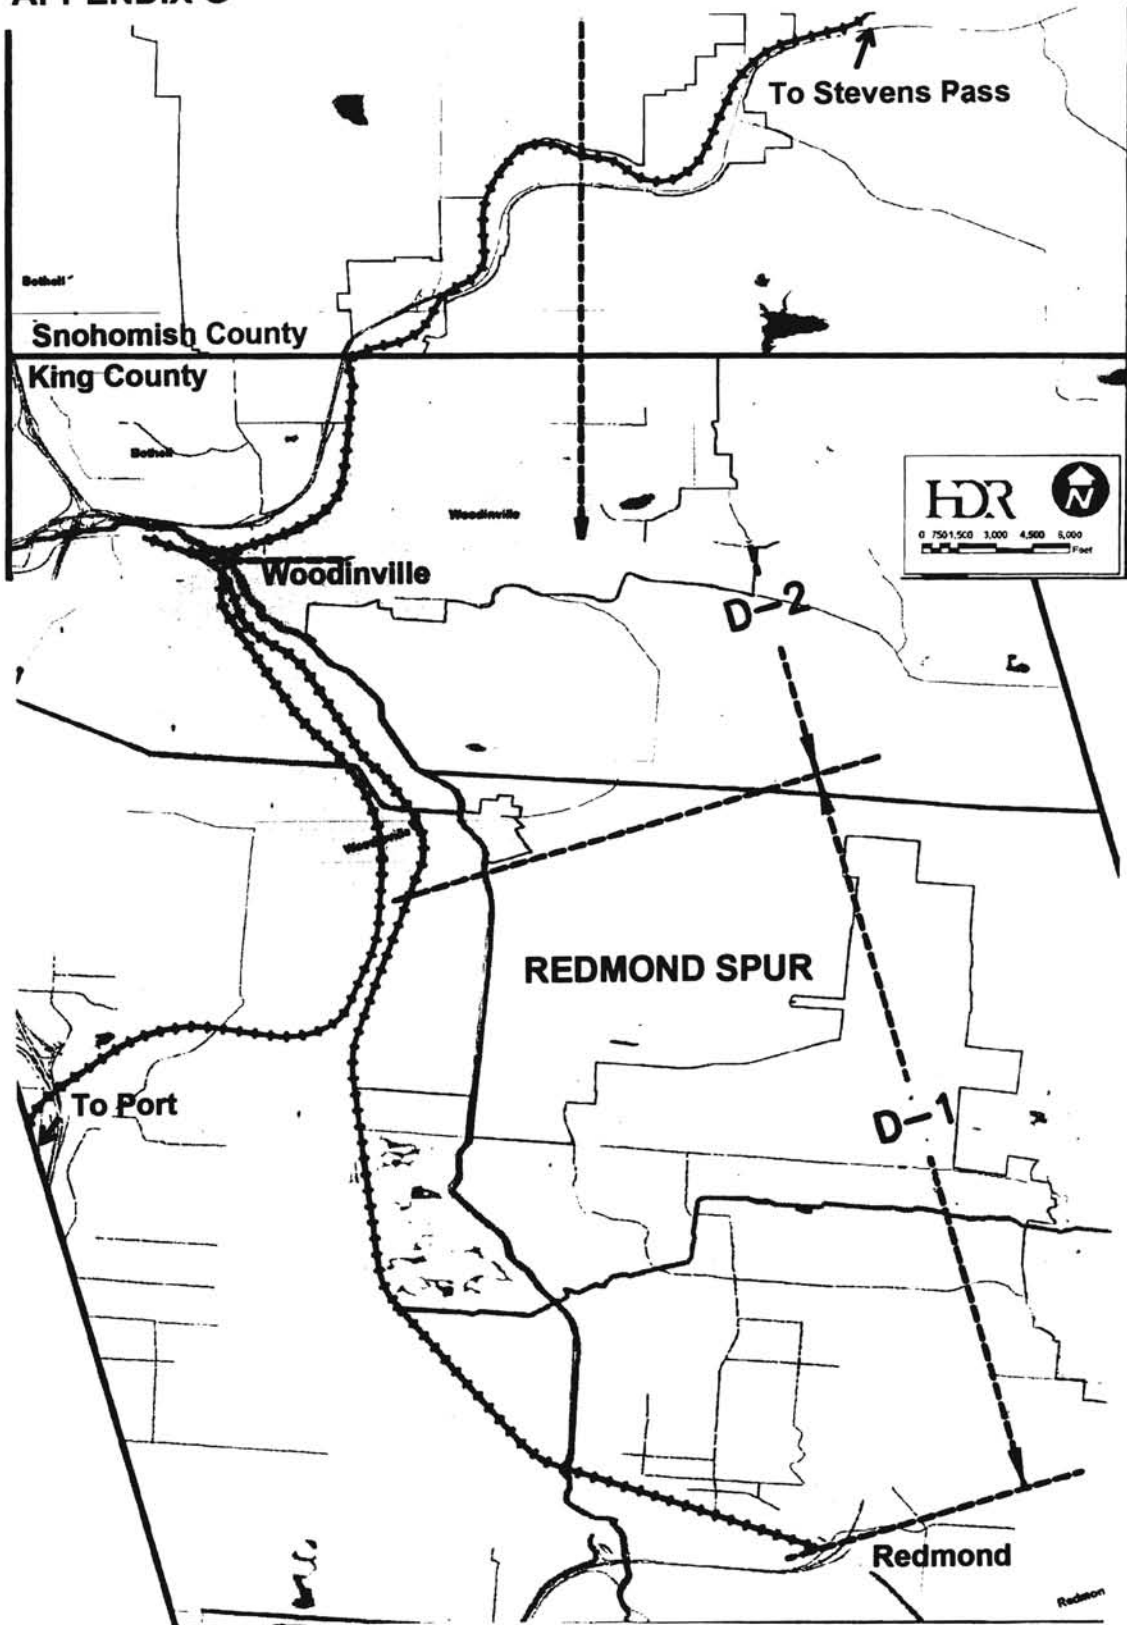 To Stevens Pass
Bothell
Snohomish County
King County
Bothell
HDR
N
0 750 1,500 3,000 4,500 6,000
Feet
Woodinville
Woodinville
D-2
Woodinville
REDMOND SPUR
To Port
D-1
Redmond
Redmon